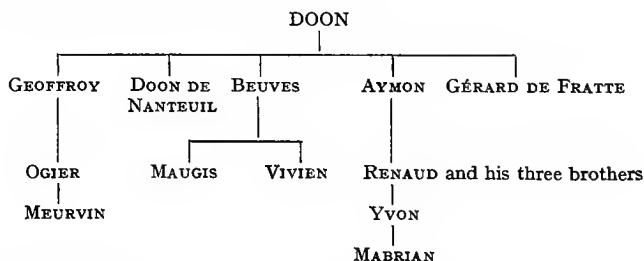 DOON
GEOFFROY DOON DE BEUVES AYMON GÉRARD DE FRATTE
NANTEUIL
OGIER MAUGIS VIVIEN RENAUD and his three brothers
MEURVIN YVON
MABRIAN